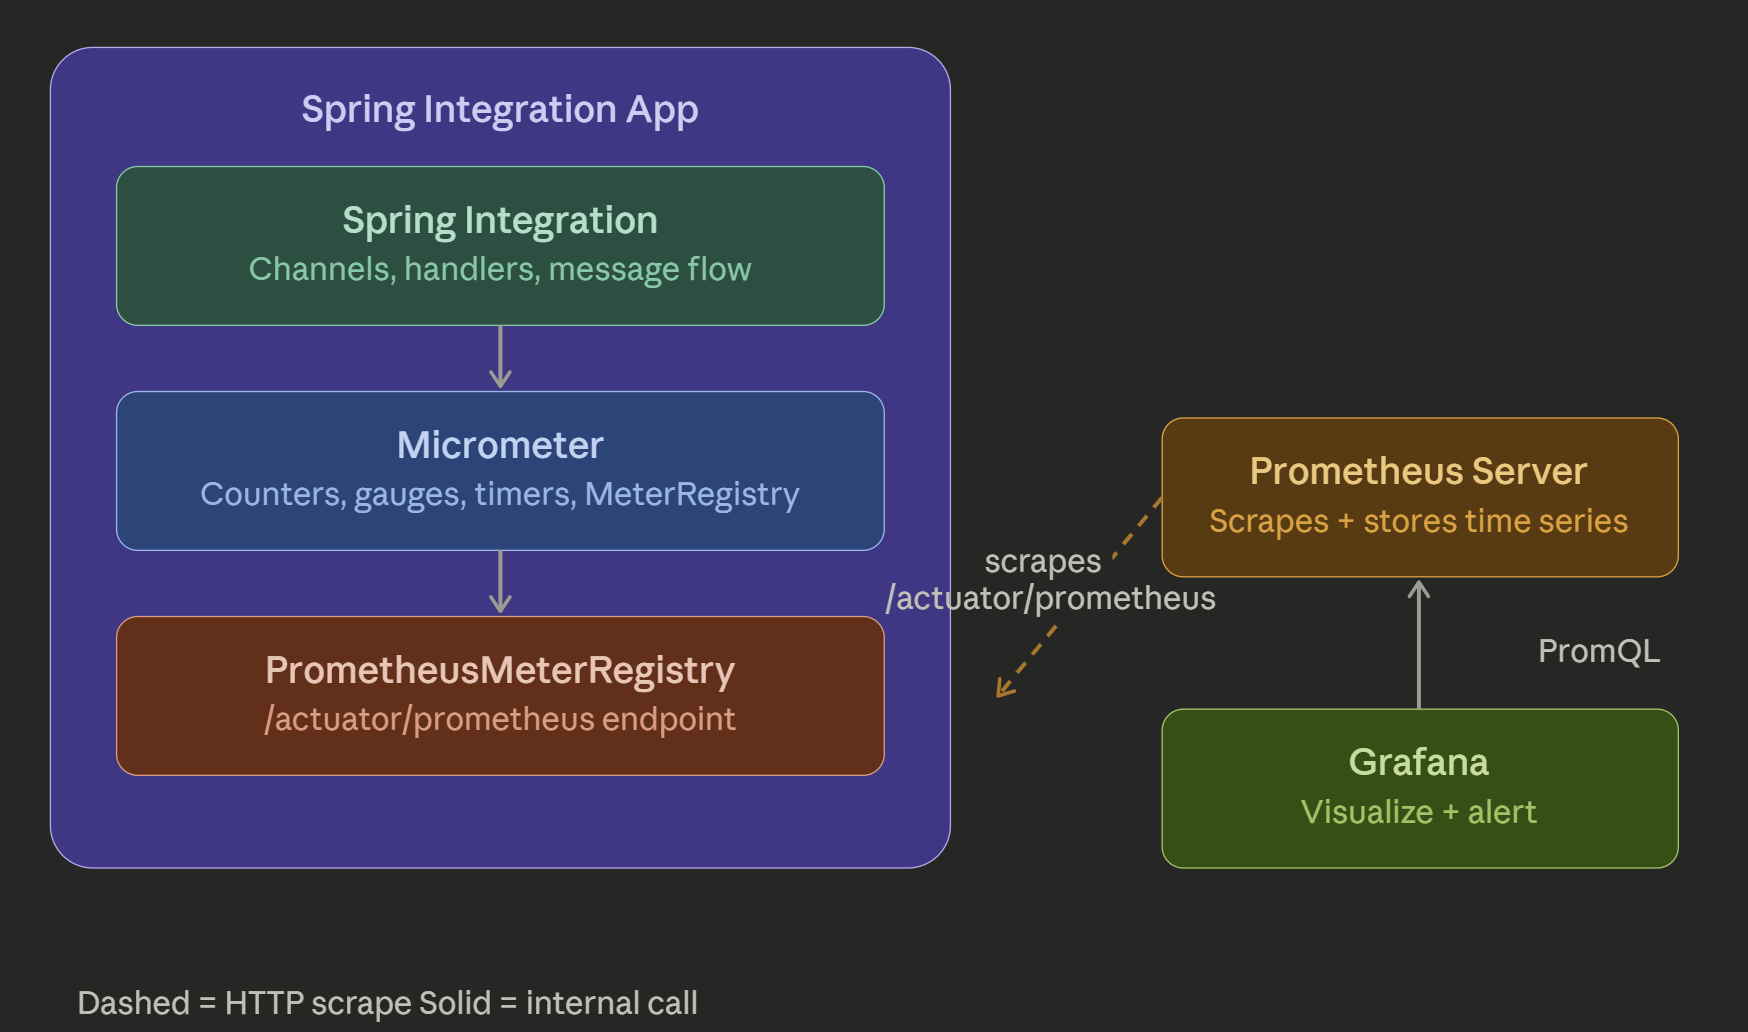 Spring Integration App
Spring Integration
Channels, handlers, message flow
Micrometer
Counters, gauges, timers, MeterRegistry
PrometheusMeterRegistry
/actuator/prometheus endpoint
scrapes
/actuator/prometheus
Prometheus Server
Scrapes + stores time series
PromQL
Grafana
Visualize + alert
Dashed = HTTP scrape Solid = internal call